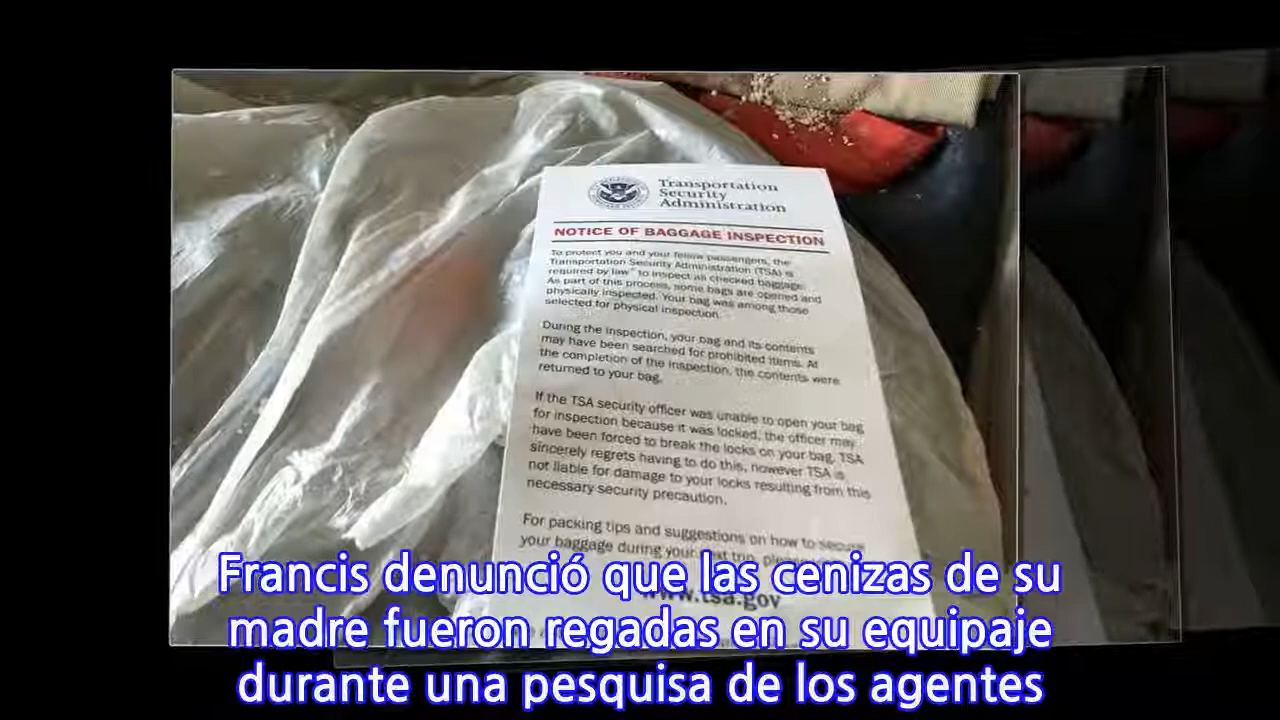 Transportation
Security
Administration
NOTICE OF BAGGAGE INSPECTION
To protect you and your fellow passengers, the
Transportation Security Administration (TSA) is
required by law* to inspect all checked baggage.
As part of this process, some bags are opened and
physically inspected. Your bag was among those
selected for physical inspection.
During the inspection, your bag and its contents
may have been searched for prohibited items. At
the completion of the inspection, the contents were
returned to your bag.
If the TSA security officer was unable to open your bag
for inspection because it was locked, the officer may
have been forced to break the locks on your bag. TSA
sincerely regrets having to do this, however TSA is
not liable for damage to your locks resulting from this
necessary security precaution.
For packing tips and suggestions on how to secure
your baggage during your next trip, please
www.tsa.gov
Francis denunció que las cenizas de su
madre fueron regadas en su equipaje
durante una pesquisa de los agentes